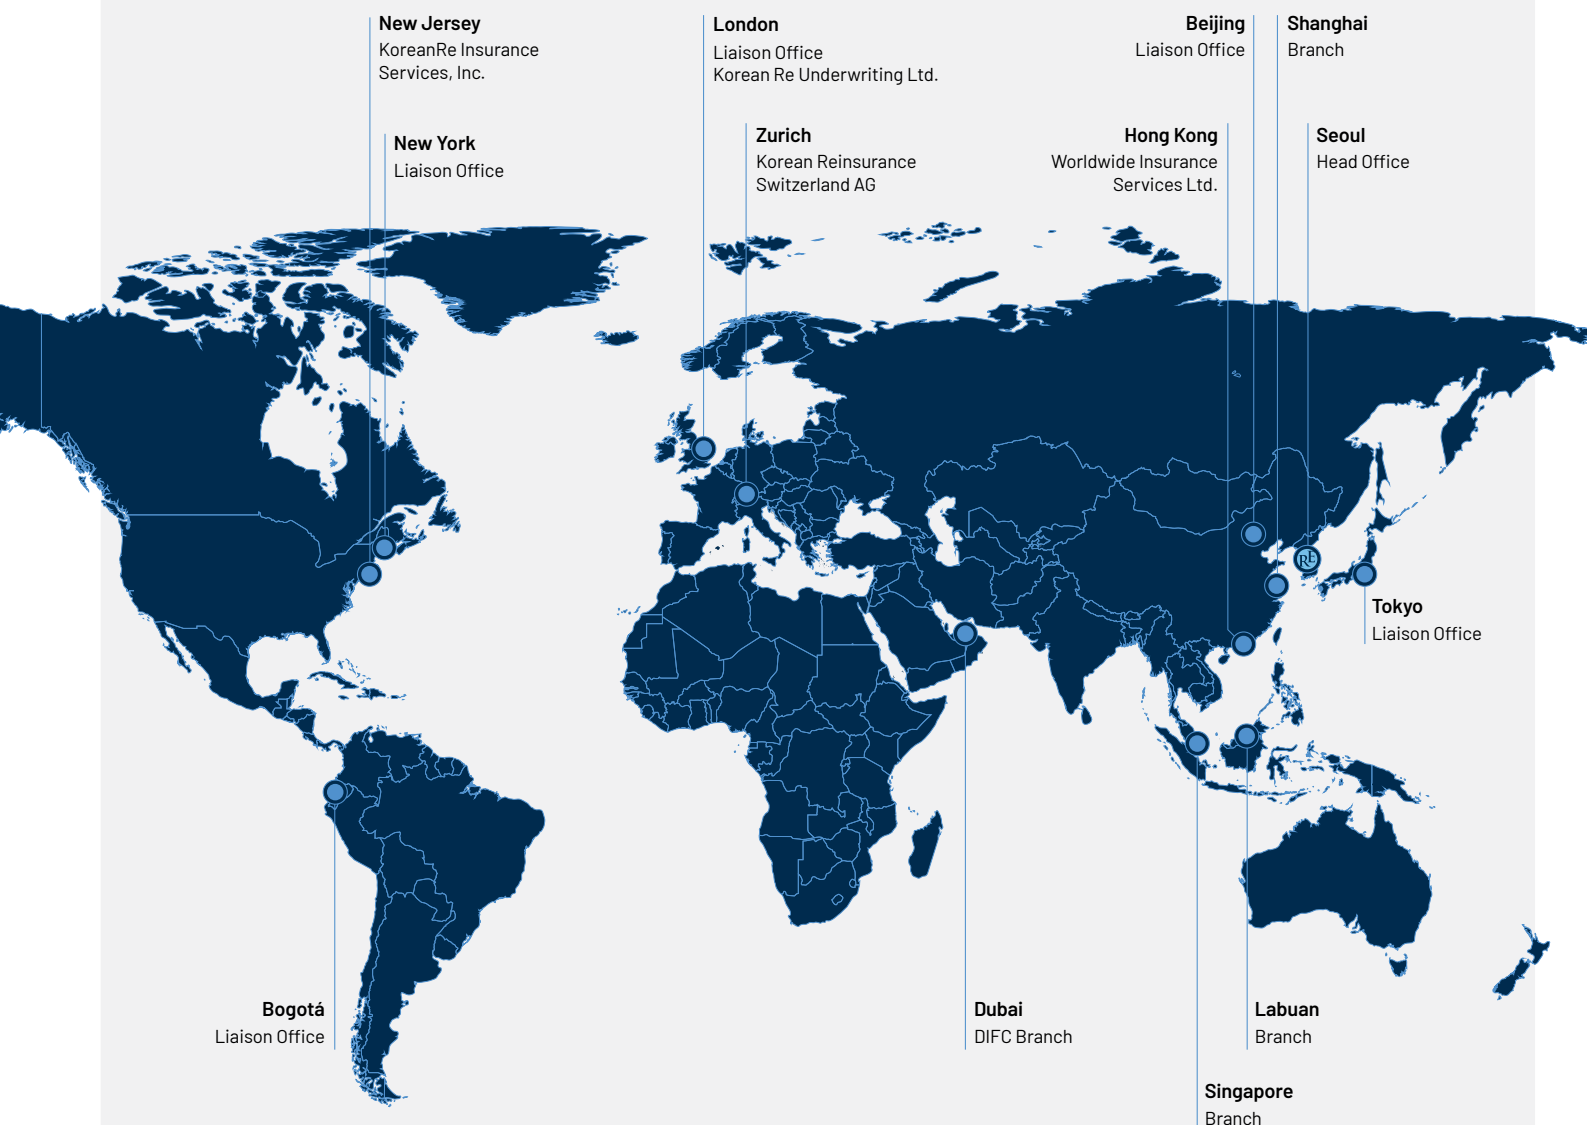 New Jersey
KoreanRe Insurance
Services, Inc.
London
Liaison Office
Korean Re Underwriting Ltd.
Beijing
Liaison Office
Shanghai
Branch
New York
Liaison Office
Zurich
Korean Reinsurance
Switzerland AG
Hong Kong
Worldwide Insurance
Services Ltd.
Seoul
Head Office
RE
Tokyo
Liaison Office
Bogotá
Liaison Office
Dubai
DIFC Branch
Labuan
Branch
Singapore
Branch